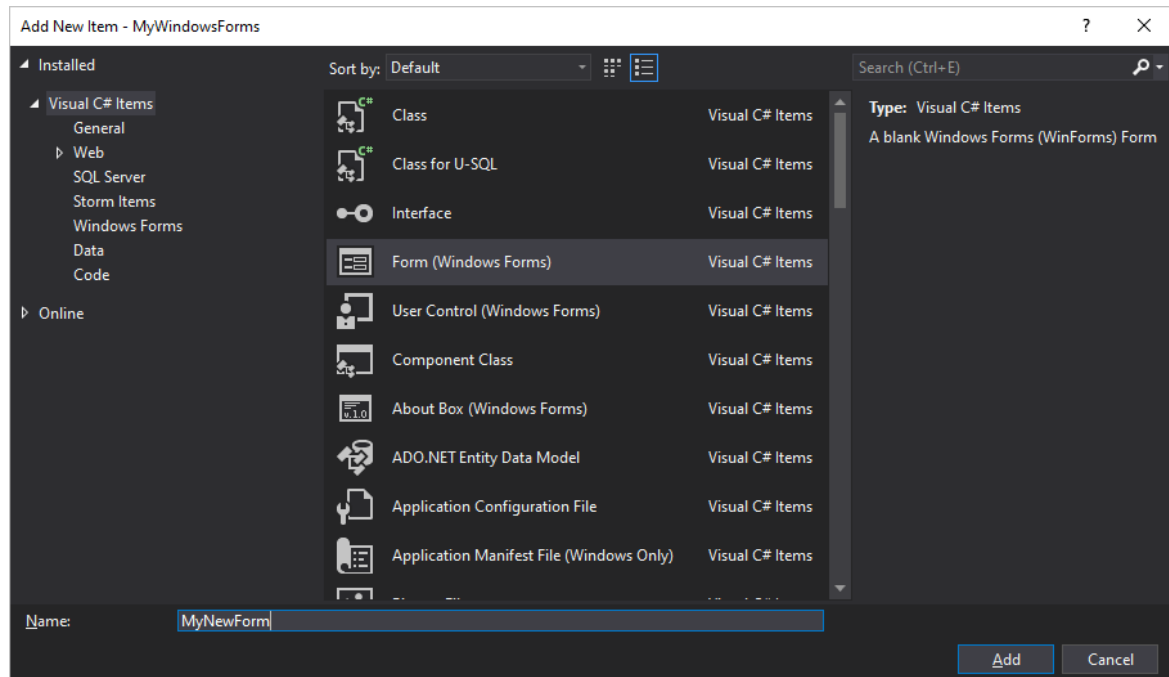 Add New Item - MyWindowsForms
?
Installed
Sort by: Default
Search (Ctrl+E)
Visual C# Items
General
Web
SQL Server
Storm Items
Windows Forms
Data
Code
Online
C# Class Visual C# Items
C# Class for U-SQL Visual C# Items
Interface Visual C# Items
Form (Windows Forms) Visual C# Items
User Control (Windows Forms) Visual C# Items
Component Class Visual C# Items
v.1.0 About Box (Windows Forms) Visual C# Items
ADO.NET Entity Data Model Visual C# Items
Application Configuration File Visual C# Items
Application Manifest File (Windows Only) Visual C# Items
Type: Visual C# Items
A blank Windows Forms (WinForms) Form
Name: MyNewForm
Add Cancel